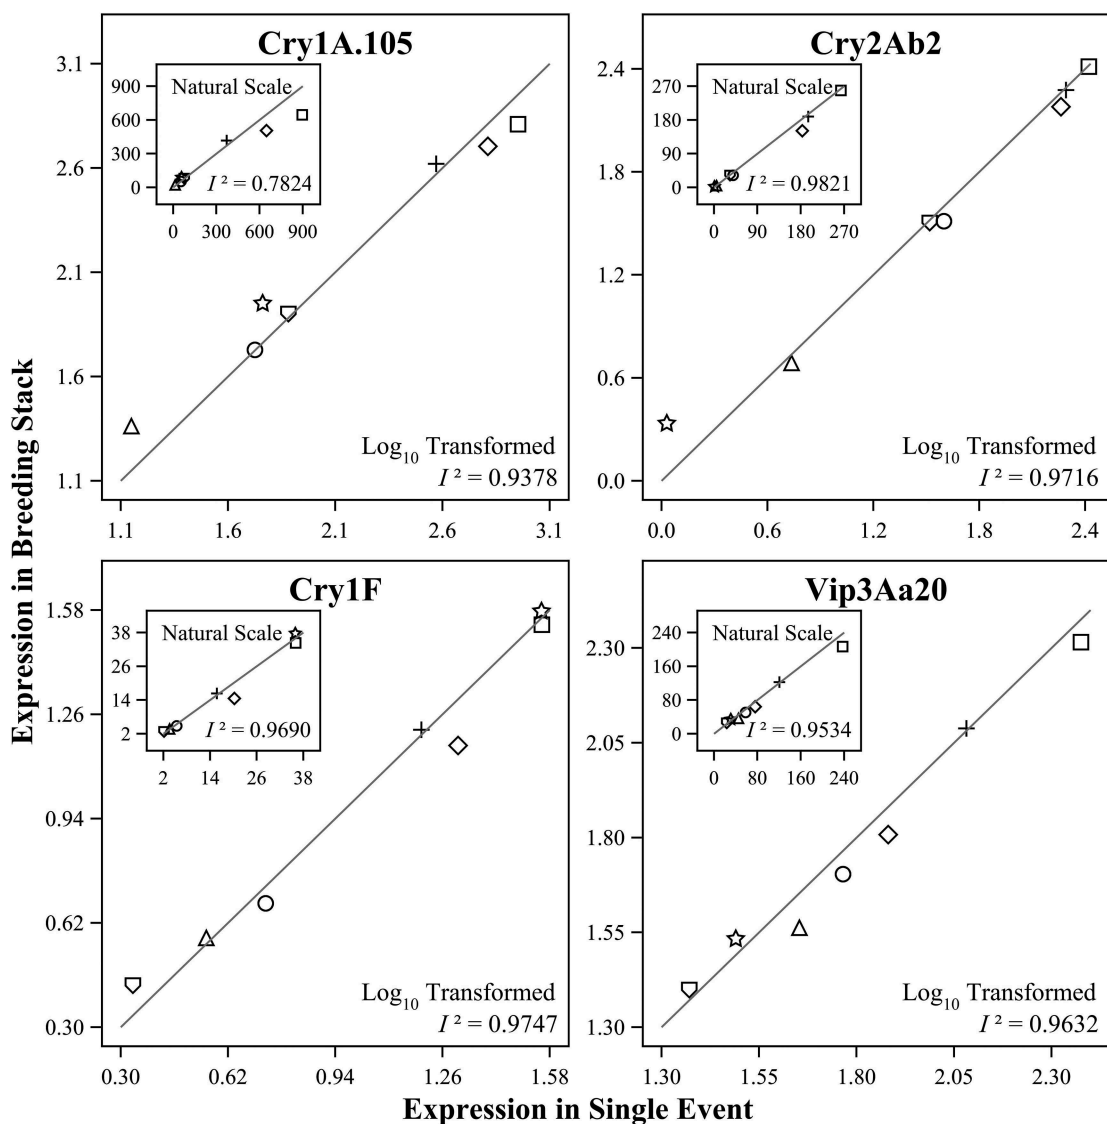 Cry1A.105
3.1
2.6
2.1
1.6
1.1
Natural Scale
900
600
300
0
I² = 0.7824
0 300 600 900
Log₁₀ Transformed
I² = 0.9378
1.1 1.6 2.1 2.6 3.1
Cry2Ab2
2.4
1.8
1.2
0.6
0.0
Natural Scale
270
180
90
0
I² = 0.9821
0 90 180 270
Log₁₀ Transformed
I² = 0.9716
0.0 0.6 1.2 1.8 2.4
Expression in Breeding Stack
Cry1F
1.58
1.26
0.94
0.62
0.30
Natural Scale
38
26
14
2
I² = 0.9690
2 14 26 38
Log₁₀ Transformed
I² = 0.9747
0.30 0.62 0.94 1.26 1.58
Vip3Aa20
2.30
2.05
1.80
1.55
1.30
Natural Scale
240
160
80
0
I² = 0.9534
0 80 160 240
Log₁₀ Transformed
I² = 0.9632
1.30 1.55 1.80 2.05 2.30
Expression in Single Event